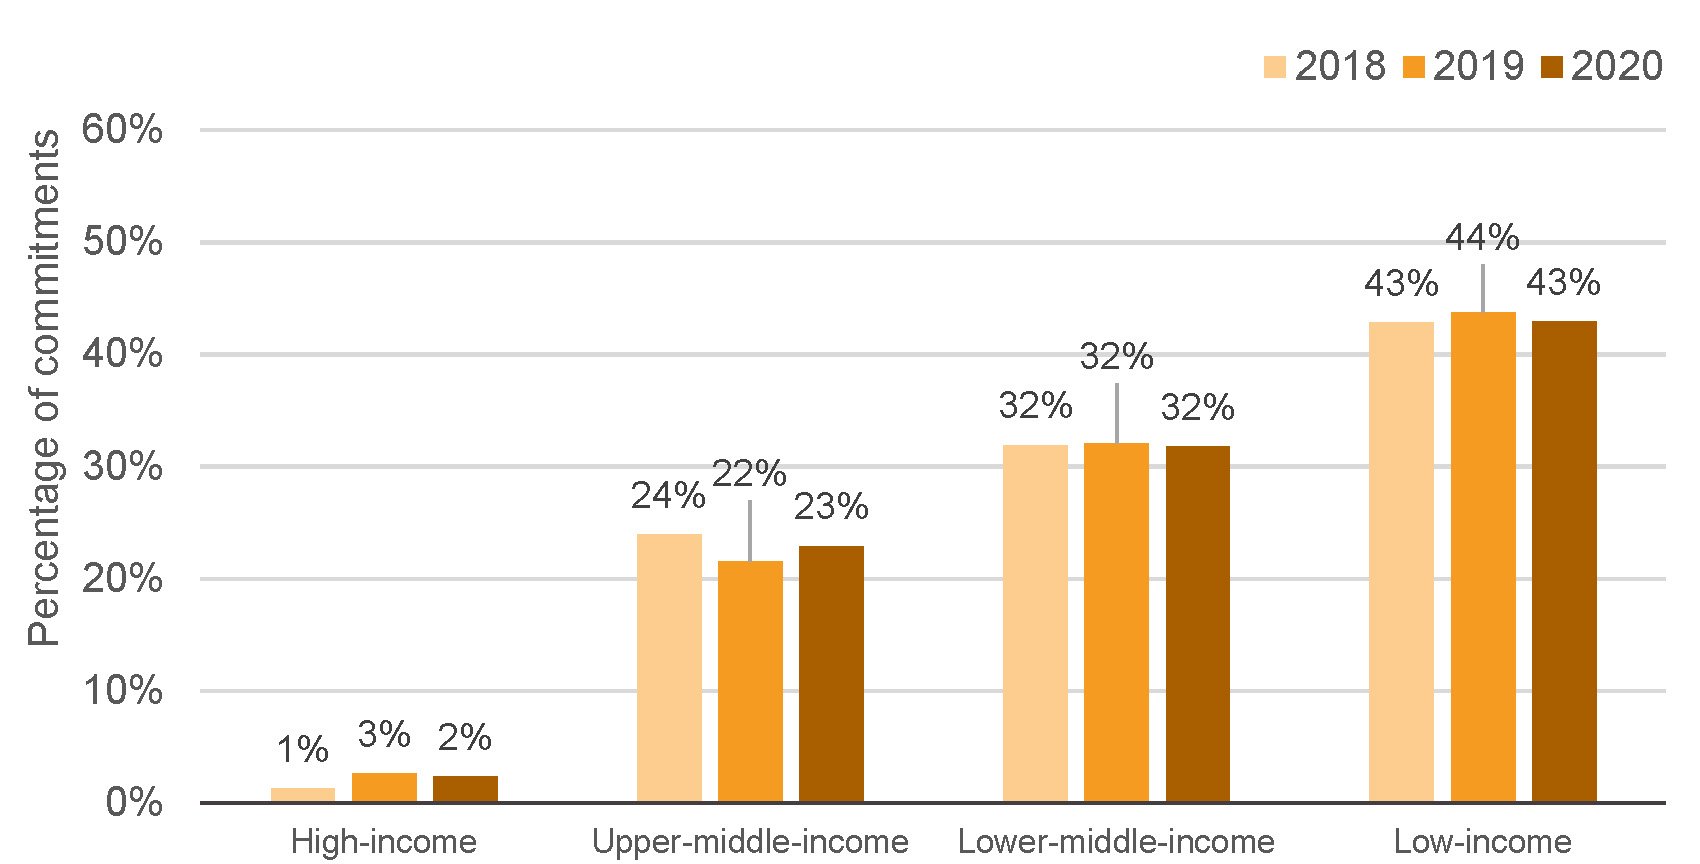 2018 2019 2020
Percentage of commitments
60%
50%
40%
30%
20%
10%
0%
1% 3% 2%
24% 22% 23%
32% 32% 32%
43% 44% 43%
High-income Upper-middle-income Lower-middle-income Low-income